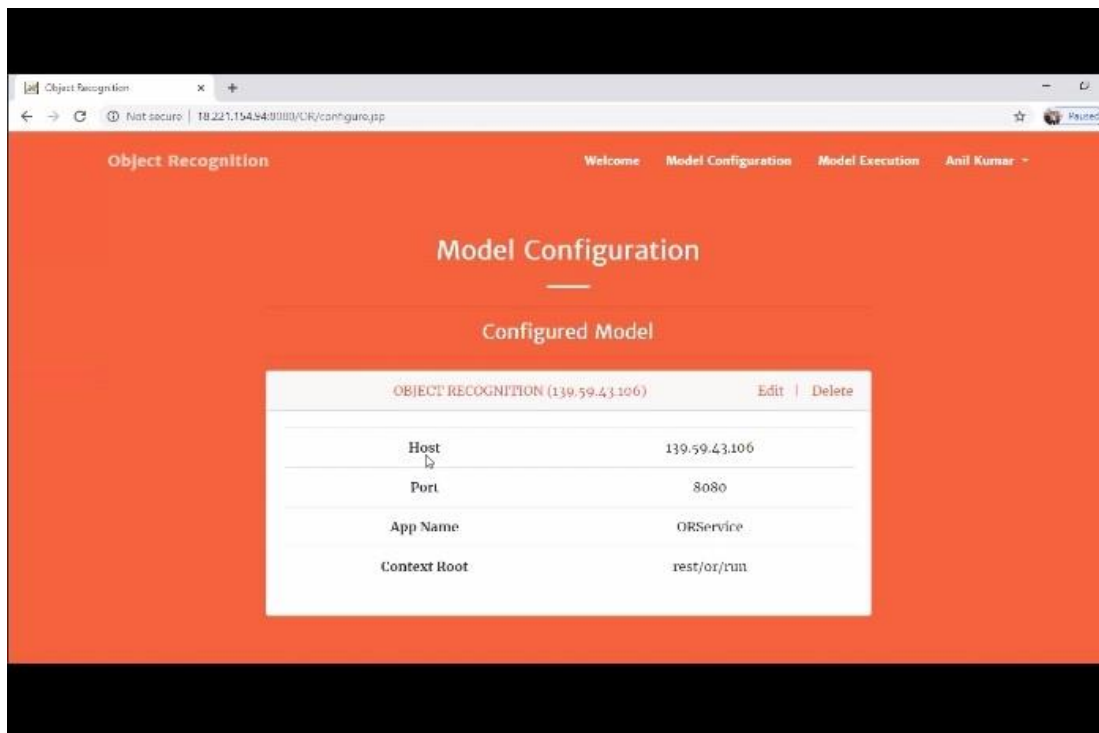 Object Recognition
Not secure | 18.221.154.94:8080/OR/configure.jsp
Paused
Object Recognition Welcome Model Configuration Model Execution Anil Kumar
Model Configuration
Configured Model
OBJECT RECOGNITION (139.59.43.106) Edit | Delete
Host 139.59.43.106
Port 8080
App Name ORService
Context Root rest/or/run